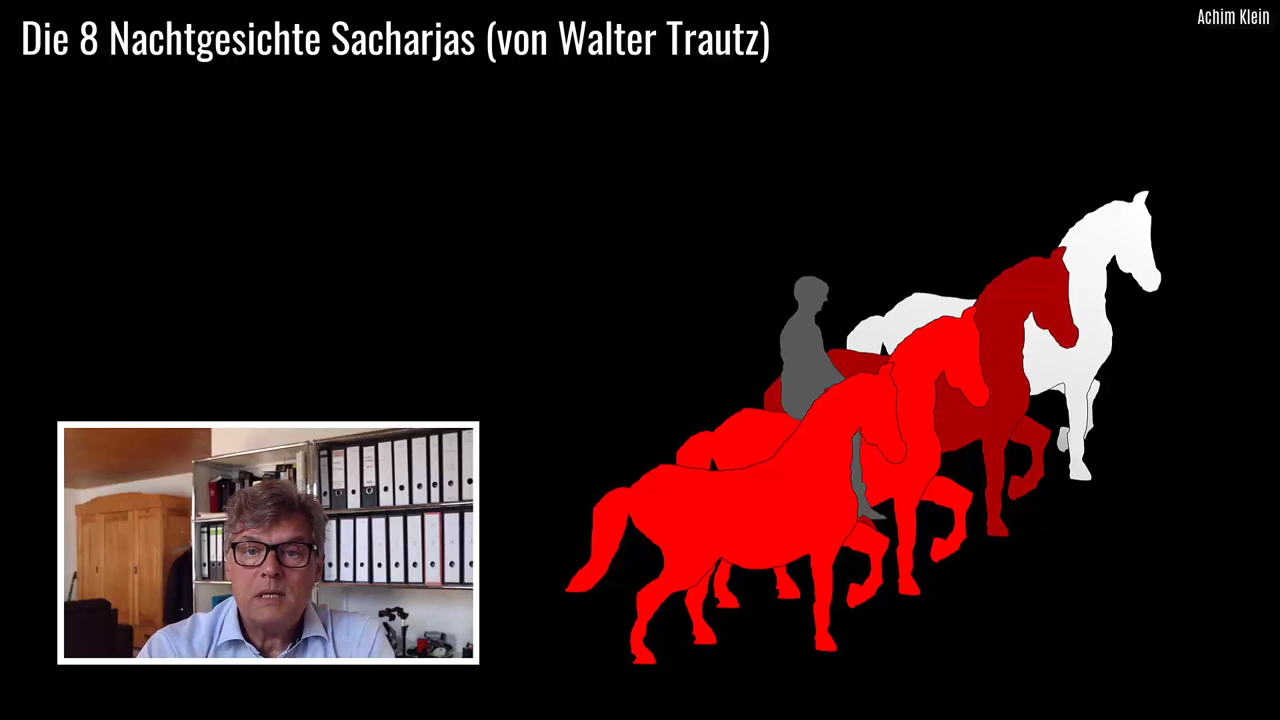 Die 8 Nachtgesichte Sacharjas (von Walter Trautz)
Achim Klein